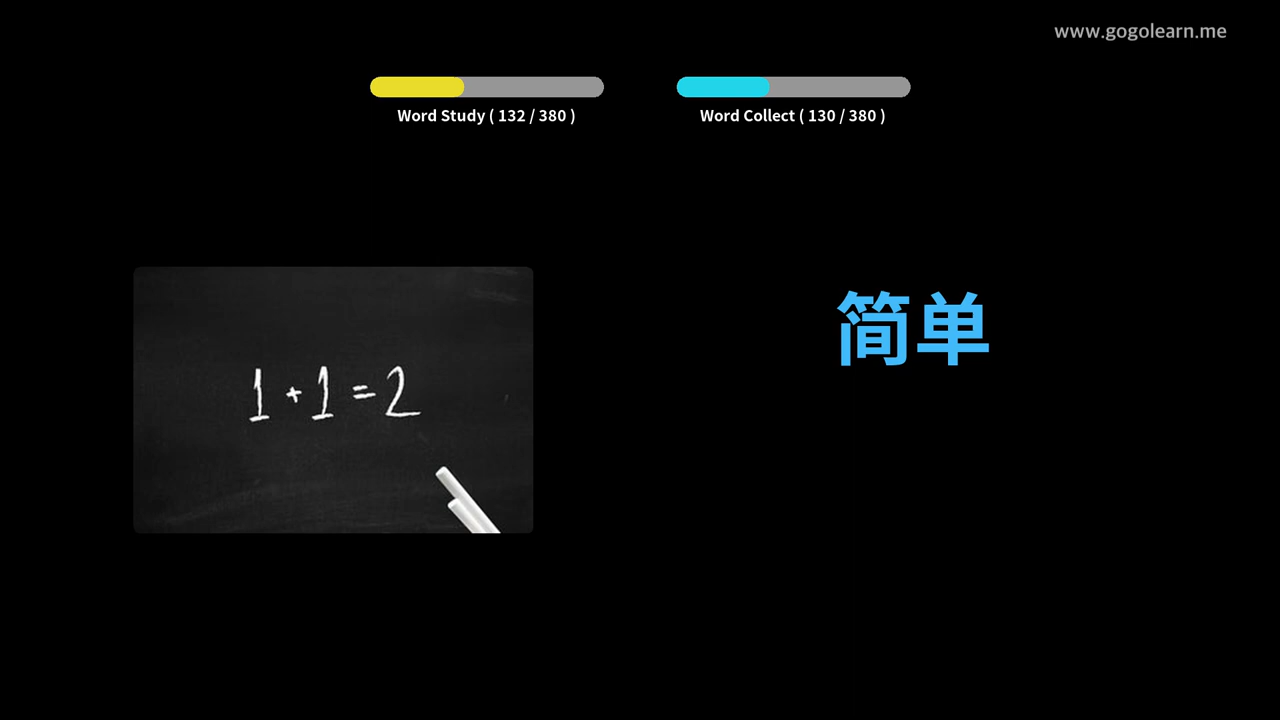 www.gogolearn.me
Word Study ( 132 / 380 )
Word Collect ( 130 / 380 )
简单
1 + 1 = 2